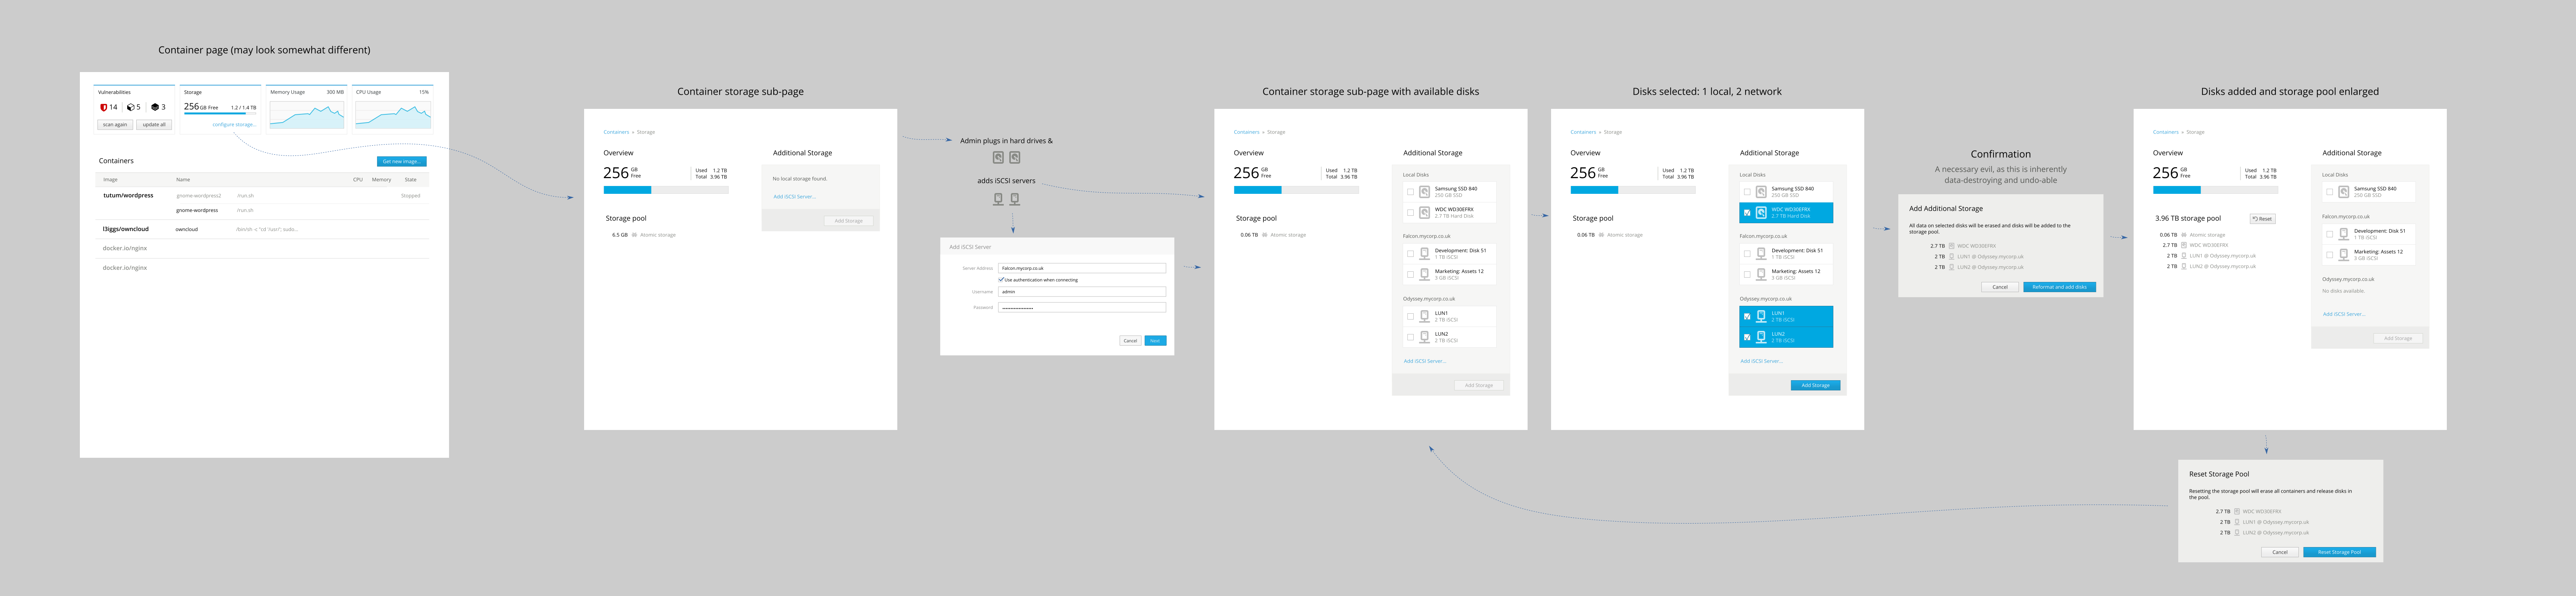 Container page (may look somewhat different)
Vulnerabilities
14
5
3
scan again
update all
Storage
256 GB Free
1.2 / 1.4 TB
configure storage...
Memory Usage
300 MB
CPU Usage
15%
Containers
Get new image...
Image
Name
CPU
Memory
State
tutum/wordpress
gnome-wordpress2
/run.sh
Stopped
gnome-wordpress
/run.sh
l3iggs/owncloud
owncloud
docker.io/nginx
docker.io/nginx
Container storage sub-page
Containers » Storage
Overview
256 GB Free
Used 1.2 TB
Total 3.96 TB
Storage pool
6.5 GB Atomic storage
Additional Storage
No local storage found.
Add iSCSI Server...
Add Storage
Admin plugs in hard drives &
adds iSCSI servers
Add iSCSI Server
Server Address
Falcon.mycorp.co.uk
Use authentication when connecting
Username
admin
Password
Cancel
Next
Container storage sub-page with available disks
Containers » Storage
Overview
256 GB Free
Used 1.2 TB
Total 3.96 TB
Storage pool
0.06 TB Atomic storage
Additional Storage
Local Disks
Samsung SSD 840
250 GB SSD
WDC WD30EFRX
2.7 TB Hard Disk
Falcon.mycorp.co.uk
Development: Disk 51
1 TB iSCSI
Marketing: Assets 12
3 GB iSCSI
Odyssey.mycorp.co.uk
LUN1
2 TB iSCSI
LUN2
2 TB iSCSI
Add iSCSI Server...
Add Storage
Disks selected: 1 local, 2 network
Containers » Storage
Overview
256 GB Free
Used 1.2 TB
Total 3.96 TB
Storage pool
0.06 TB Atomic storage
Additional Storage
Local Disks
Samsung SSD 840
250 GB SSD
WDC WD30EFRX
2.7 TB Hard Disk
Falcon.mycorp.co.uk
Development: Disk 51
1 TB iSCSI
Marketing: Assets 12
3 GB iSCSI
Odyssey.mycorp.co.uk
LUN1
2 TB iSCSI
LUN2
2 TB iSCSI
Add iSCSI Server...
Add Storage
Confirmation
A necessary evil, as this is inherently
data-destroying and undo-able
Add Additional Storage
All data on selected disks will be erased and disks will be added to the
storage pool.
2.7 TB WDC WD30EFRX
2 TB LUN1 @ Odyssey.mycorp.uk
2 TB LUN2 @ Odyssey.mycorp.uk
Cancel
Reformat and add disks
Disks added and storage pool enlarged
Containers » Storage
Overview
256 GB Free
Used 1.2 TB
Total 3.96 TB
3.96 TB storage pool
Reset
0.06 TB Atomic storage
2.7 TB WDC WD30EFRX
2 TB LUN1 @ Odyssey.mycorp.uk
2 TB LUN2 @ Odyssey.mycorp.uk
Additional Storage
Local Disks
Samsung SSD 840
250 GB SSD
Falcon.mycorp.co.uk
Development: Disk 51
1 TB iSCSI
Marketing: Assets 12
3 GB iSCSI
Odyssey.mycorp.co.uk
No disks available.
Add iSCSI Server...
Add Storage
Reset Storage Pool
Resetting the storage pool will erase all containers and release disks in
the pool.
2.7 TB WDC WD30EFRX
2 TB LUN1 @ Odyssey.mycorp.uk
2 TB LUN2 @ Odyssey.mycorp.uk
Cancel
Reset Storage Pool